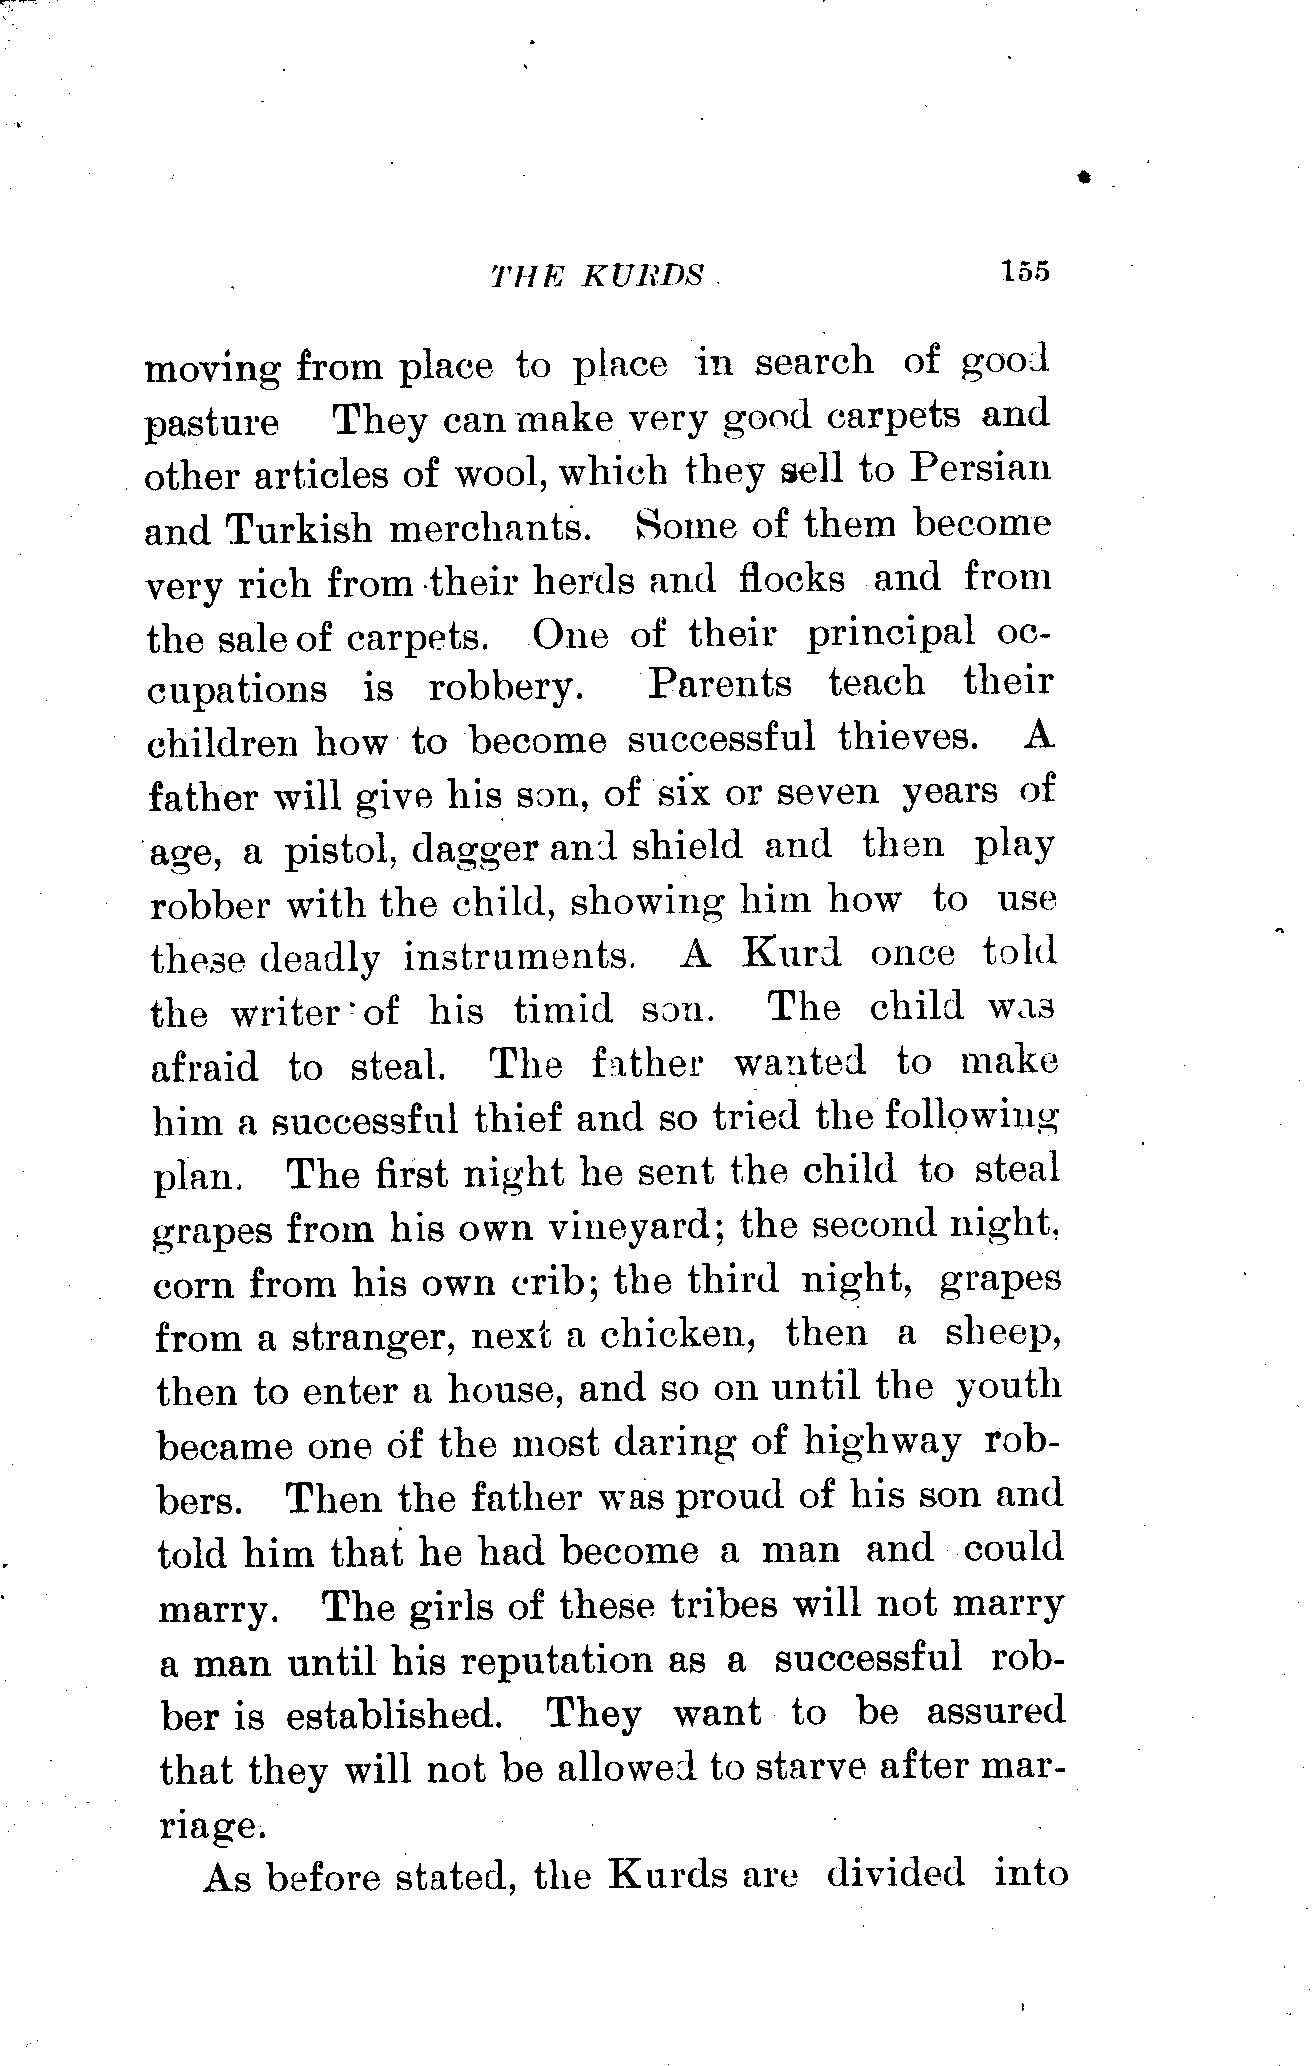 THE KURDS 155
moving from place to place in search of good
pasture They can make very good carpets and
other articles of wool, which they sell to Persian
and Turkish merchants. Some of them become
very rich from their herds and flocks and from
the sale of carpets. One of their principal oc-
cupations is robbery. Parents teach their
children how to become successful thieves. A
father will give his son, of six or seven years of
age, a pistol, dagger and shield and then play
robber with the child, showing him how to use
these deadly instruments. A Kurd once told
the writer of his timid son. The child was
afraid to steal. The father wanted to make
him a successful thief and so tried the following
plan. The first night he sent the child to steal
grapes from his own vineyard; the second night,
corn from his own crib; the third night, grapes
from a stranger, next a chicken, then a sheep,
then to enter a house, and so on until the youth
became one of the most daring of highway rob-
bers. Then the father was proud of his son and
told him that he had become a man and could
marry. The girls of these tribes will not marry
a man until his reputation as a successful rob-
ber is established. They want to be assured
that they will not be allowed to starve after mar-
riage.
As before stated, the Kurds are divided into